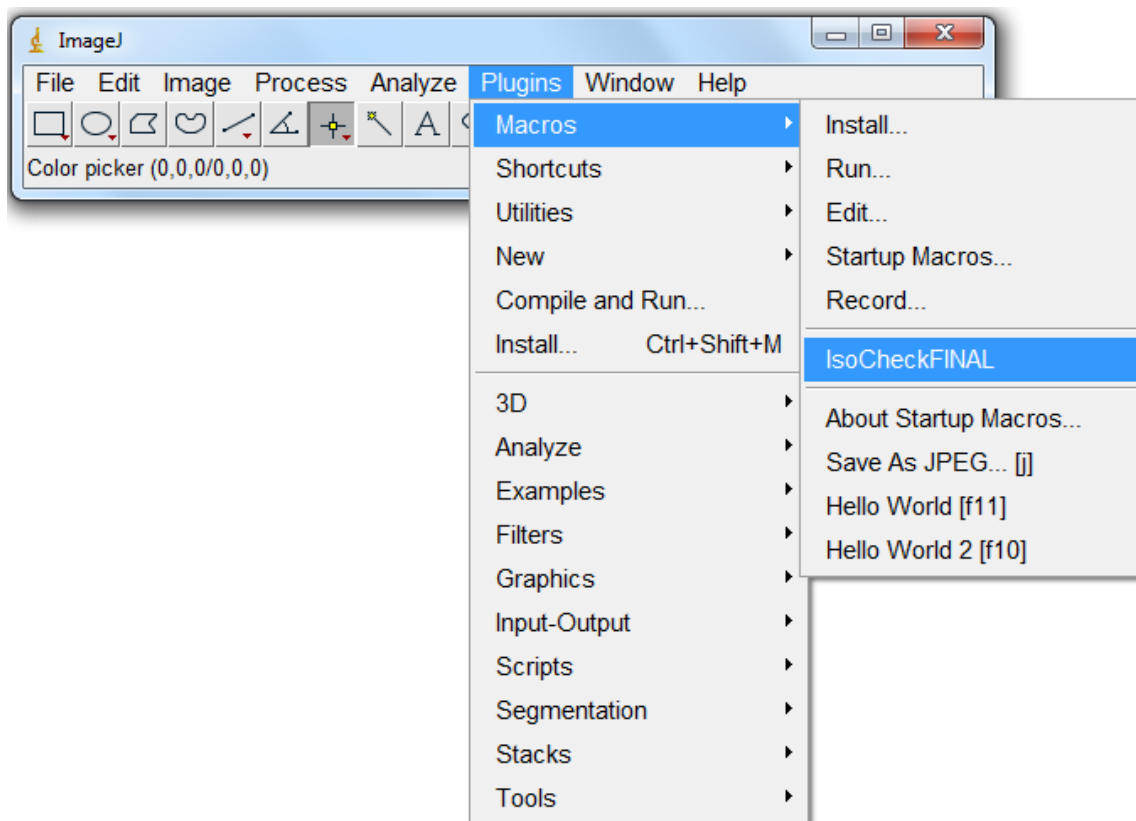 ImageJ
File Edit Image Process Analyze Plugins Window Help
A
Color picker (0,0,0/0,0,0)
Macros
Shortcuts
Utilities
New
Compile and Run...
Install... Ctrl+Shift+M
3D
Analyze
Examples
Filters
Graphics
Input-Output
Scripts
Segmentation
Stacks
Tools
Install...
Run...
Edit...
Startup Macros...
Record...
IsoCheckFINAL
About Startup Macros...
Save As JPEG... [j]
Hello World [f11]
Hello World 2 [f10]